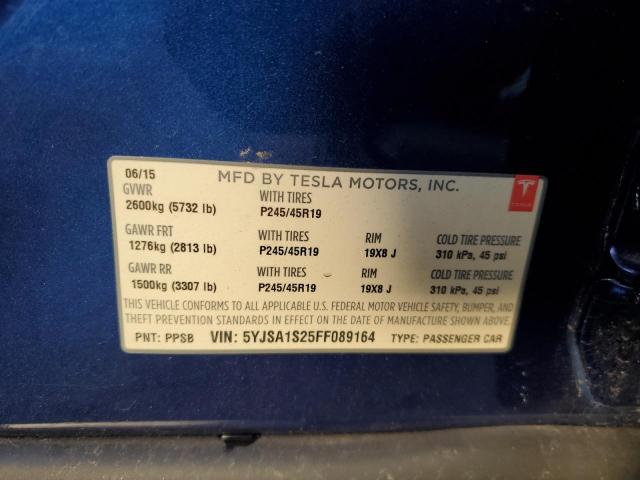 06/15 MFD BY TESLA MOTORS, INC.
GVWR WITH TIRES
2600kg (5732 lb) P245/45R19
TESLA
GAWR FRT WITH TIRES RIM COLD TIRE PRESSURE
1276kg (2813 lb) P245/45R19 19X8 J 310 kPa, 45 psi
GAWR RR WITH TIRES RIM COLD TIRE PRESSURE
1500kg (3307 lb) P245/45R19 19X8 J 310 kPa, 45 psi
THIS VEHICLE CONFORMS TO ALL APPLICABLE U.S. FEDERAL MOTOR VEHICLE SAFETY, BUMPER, AND
THEFT PREVENTION STANDARDS IN EFFECT ON THE DATE OF MANUFACTURE SHOWN ABOVE.
PNT: PPSB VIN: 5YJSA1S25FF089164 TYPE: PASSENGER CAR